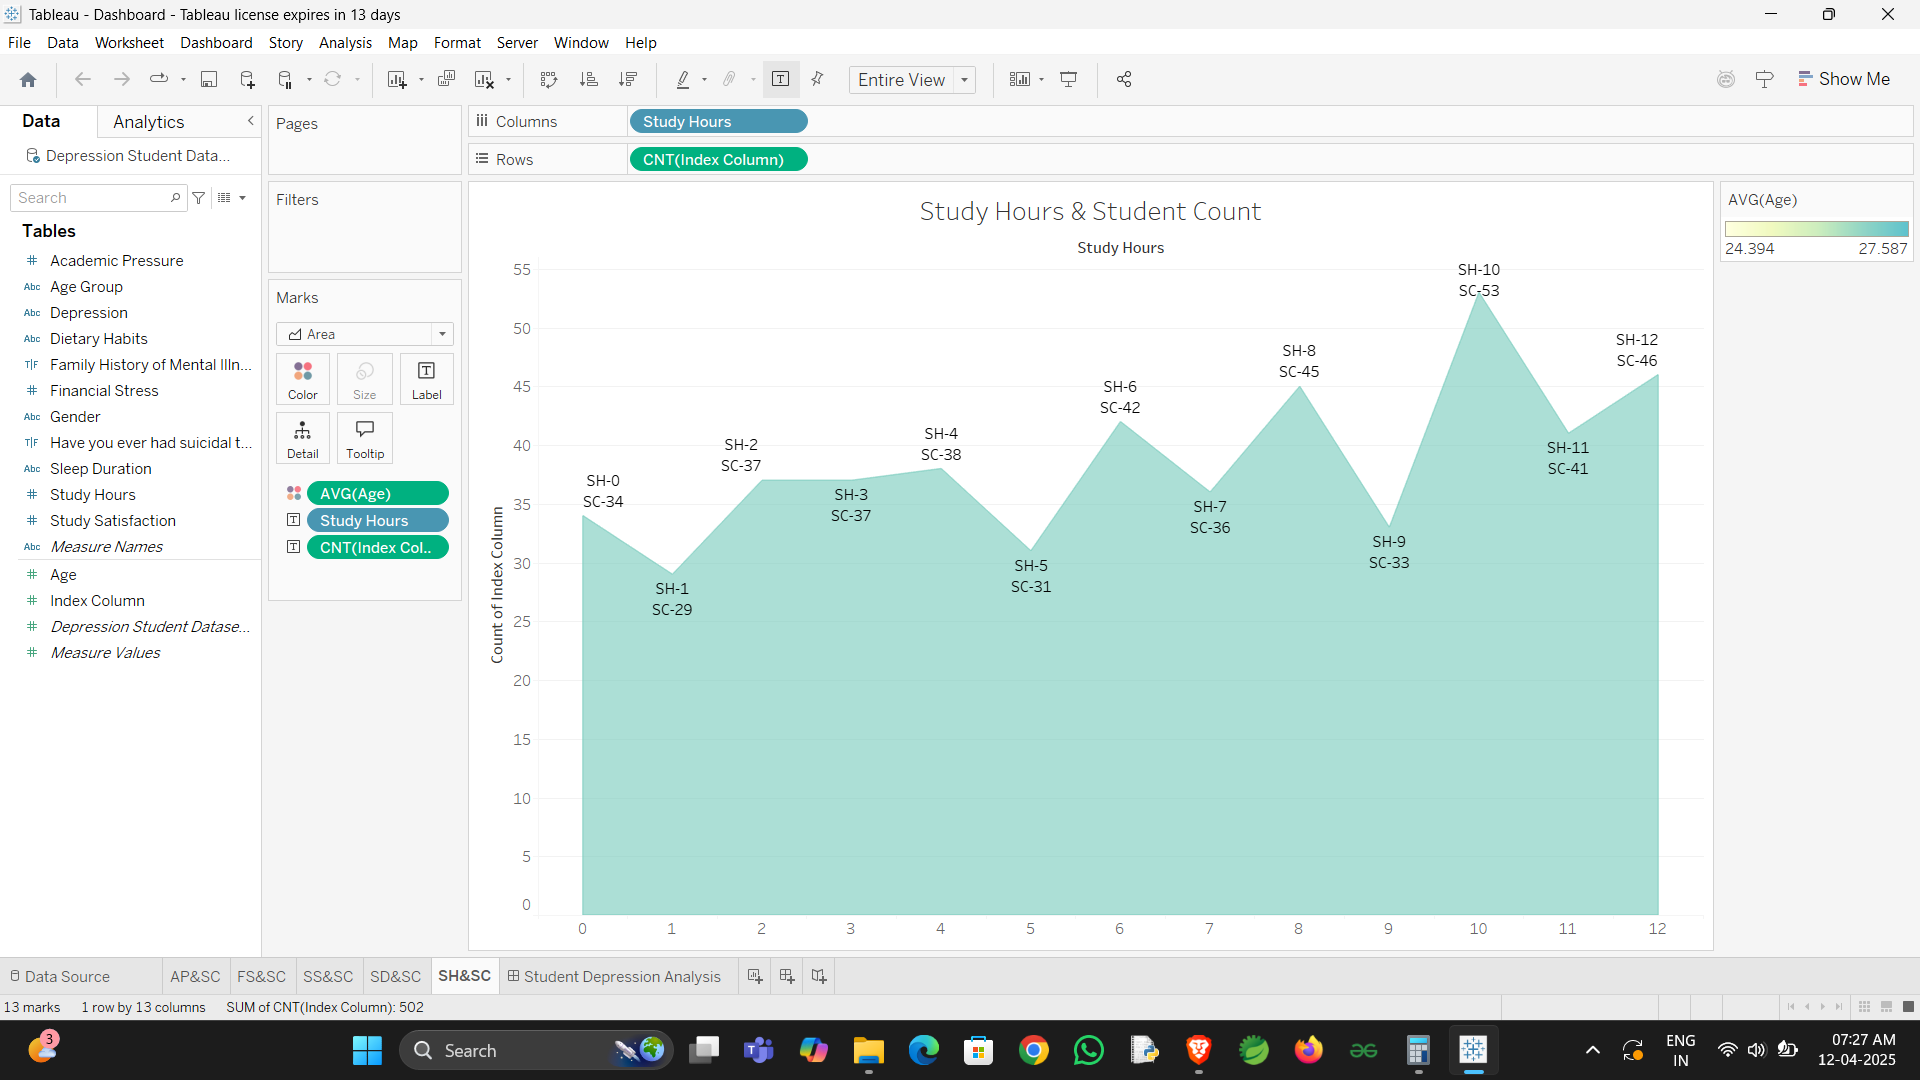 Tableau - Dashboard - Tableau license expires in 13 days
File Data Worksheet Dashboard Story Analysis Map Format Server Window Help
Entire View
Show Me
Data Analytics
Depression Student Data...
Search
Tables
# Academic Pressure
Abc Age Group
Abc Depression
Abc Dietary Habits
T|F Family History of Mental Illn...
# Financial Stress
Abc Gender
T|F Have you ever had suicidal t...
Abc Sleep Duration
# Study Hours
# Study Satisfaction
Abc Measure Names
# Age
# Index Column
# Depression Student Datase...
# Measure Values
Pages
Filters
Marks
Area
Color Size Label
Detail Tooltip
AVG(Age)
T Study Hours
T CNT(Index Col..
Columns Study Hours
Rows CNT(Index Column)
Study Hours & Student Count
Study Hours
Count of Index Column
55
50
45
40
35
30
25
20
15
10
5
0
SH-0
SC-34
SH-1
SC-29
SH-2
SC-37
SH-3
SC-37
SH-4
SC-38
SH-5
SC-31
SH-6
SC-42
SH-7
SC-36
SH-8
SC-45
SH-9
SC-33
SH-10
SC-53
SH-11
SC-41
SH-12
SC-46
0 1 2 3 4 5 6 7 8 9 10 11 12
AVG(Age)
24.394 27.587
Data Source AP&SC FS&SC SS&SC SD&SC SH&SC Student Depression Analysis
13 marks 1 row by 13 columns SUM of CNT(Index Column): 502
3
Search
ENG
IN
07:27 AM
12-04-2025